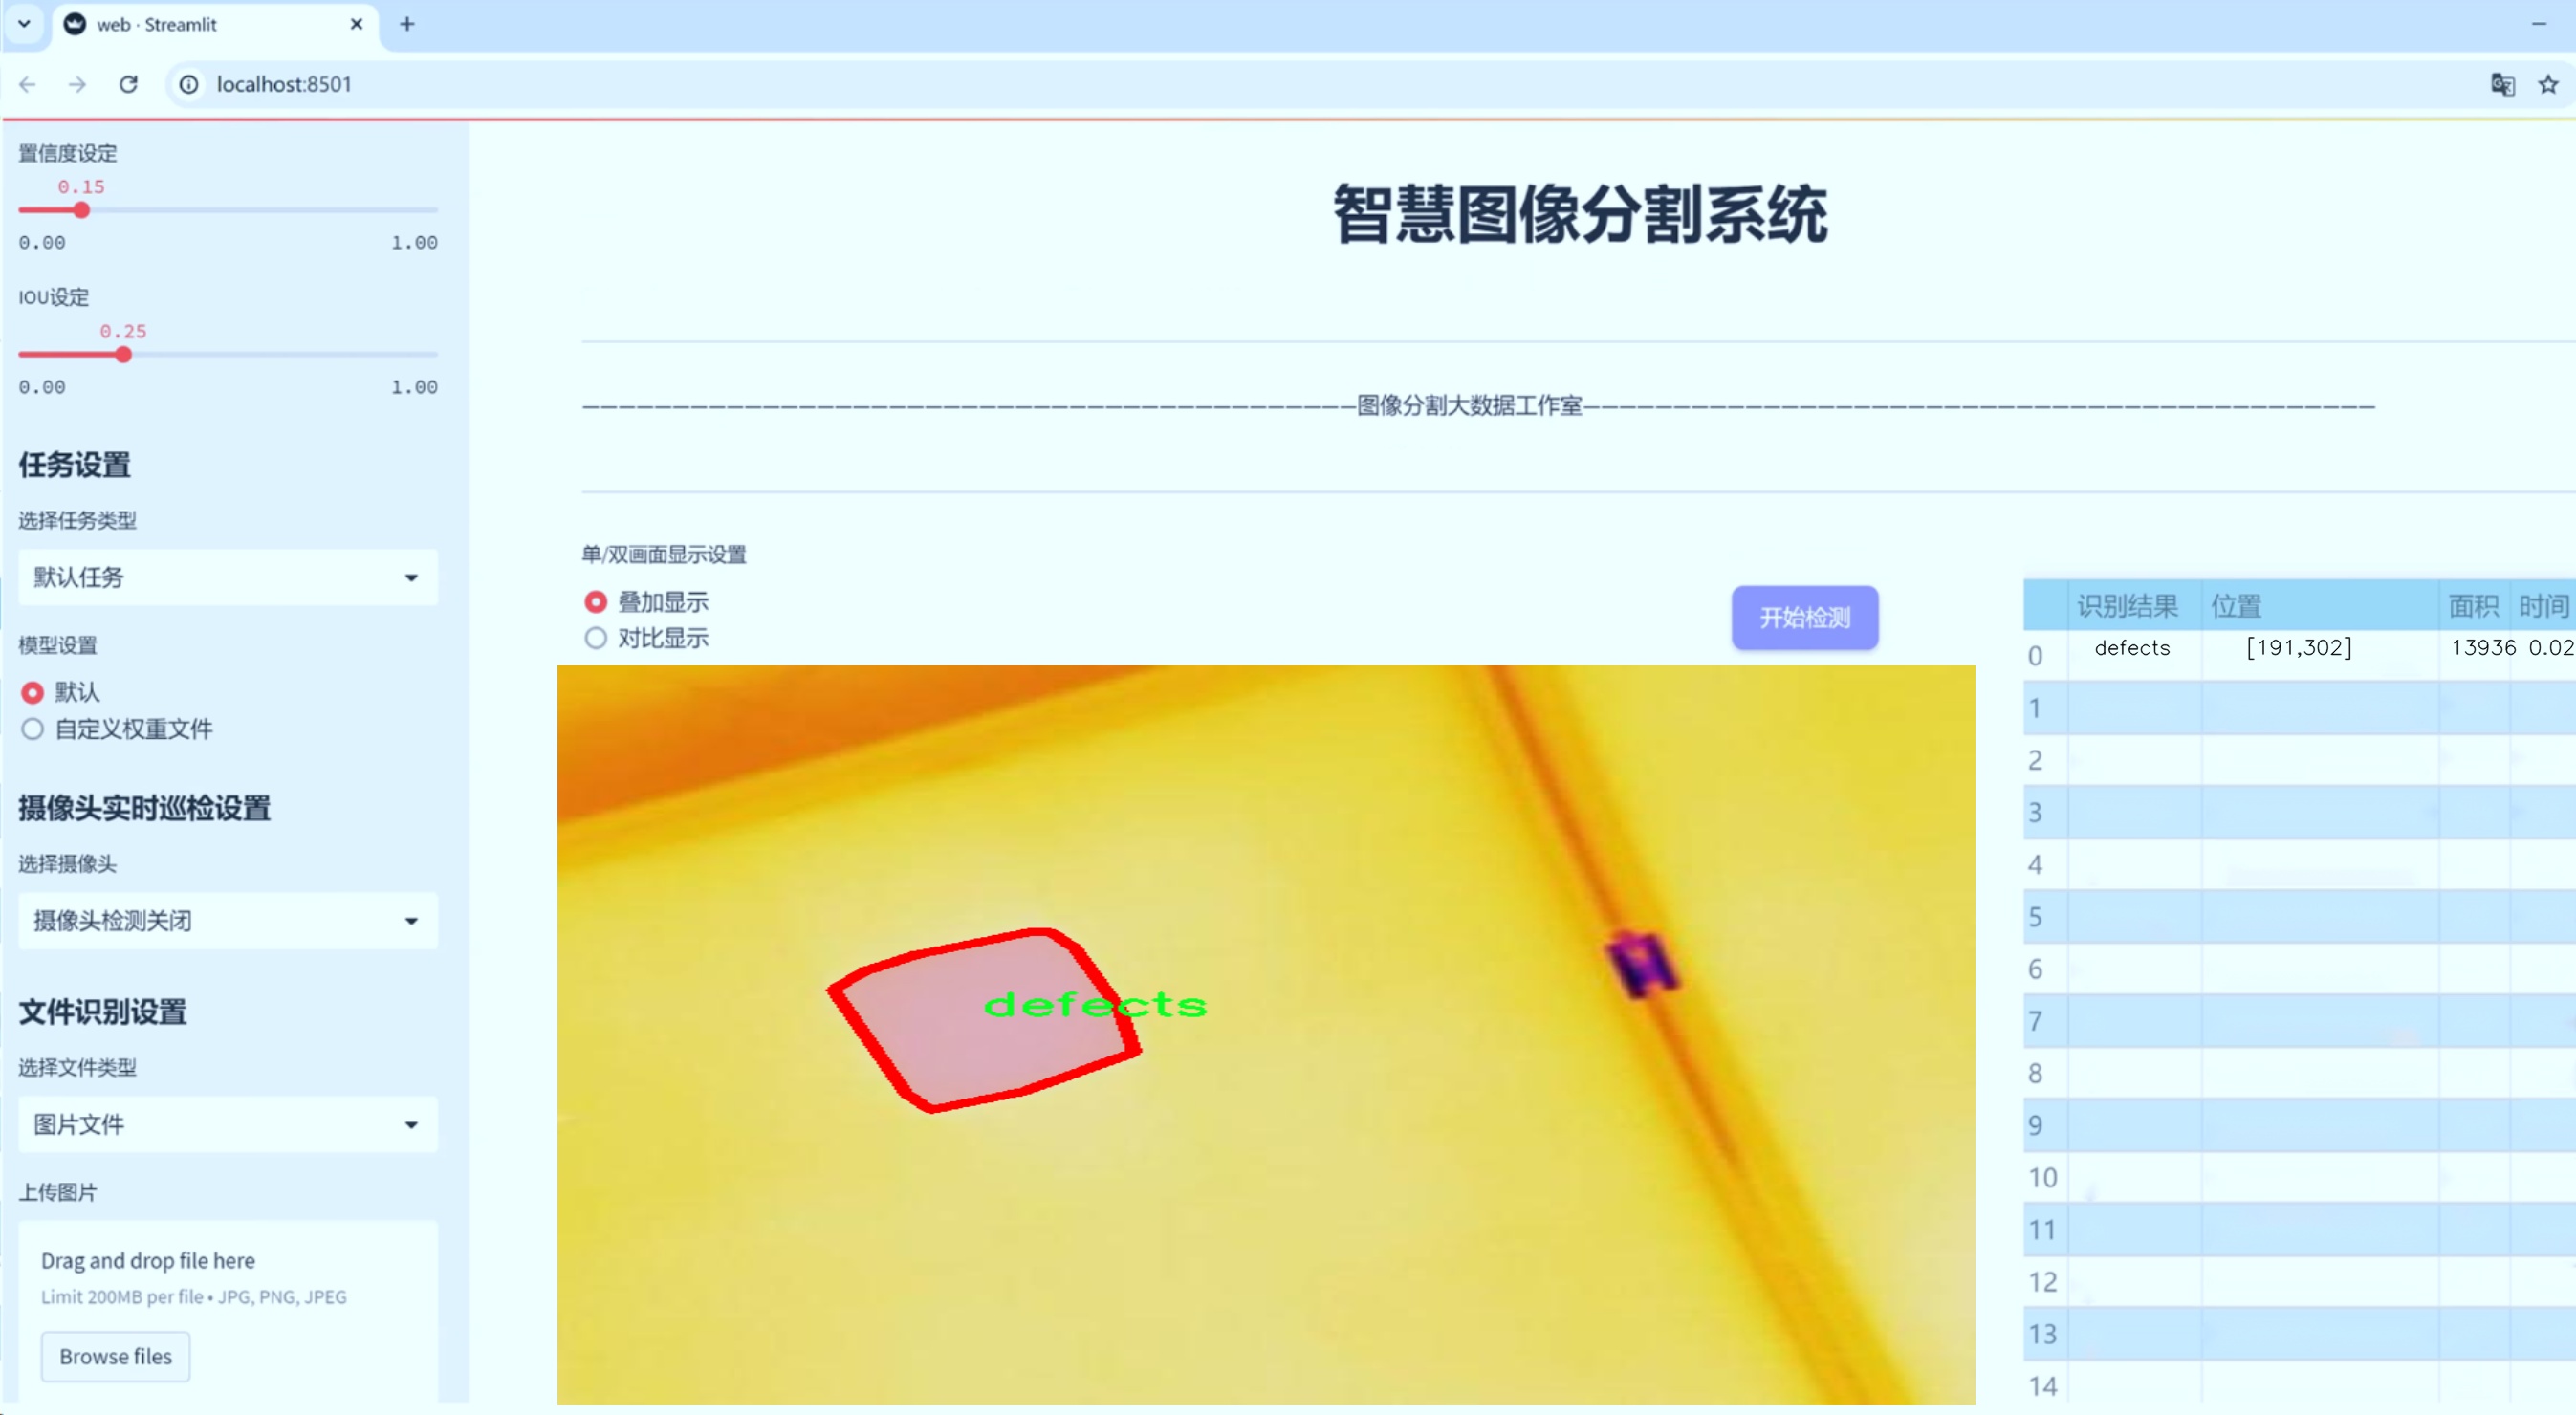 web · Streamlit
localhost:8501
置信度设定
0.15
0.00 1.00
IOU设定
0.25
0.00 1.00
任务设置
选择任务类型
默认任务
模型设置
默认
自定义权重文件
摄像头实时巡检设置
选择摄像头
摄像头检测关闭
文件识别设置
选择文件类型
图片文件
上传图片
Drag and drop file here
Limit 200MB per file • JPG, PNG, JPEG
Browse files
智慧图像分割系统
图像分割大数据工作室
单/双画面显示设置
叠加显示
对比显示
开始检测
defects
识别结果 位置 面积 时间
0 defects [191,302] 13936 0.02
1
2
3
4
5
6
7
8
9
10
11
12
13
14